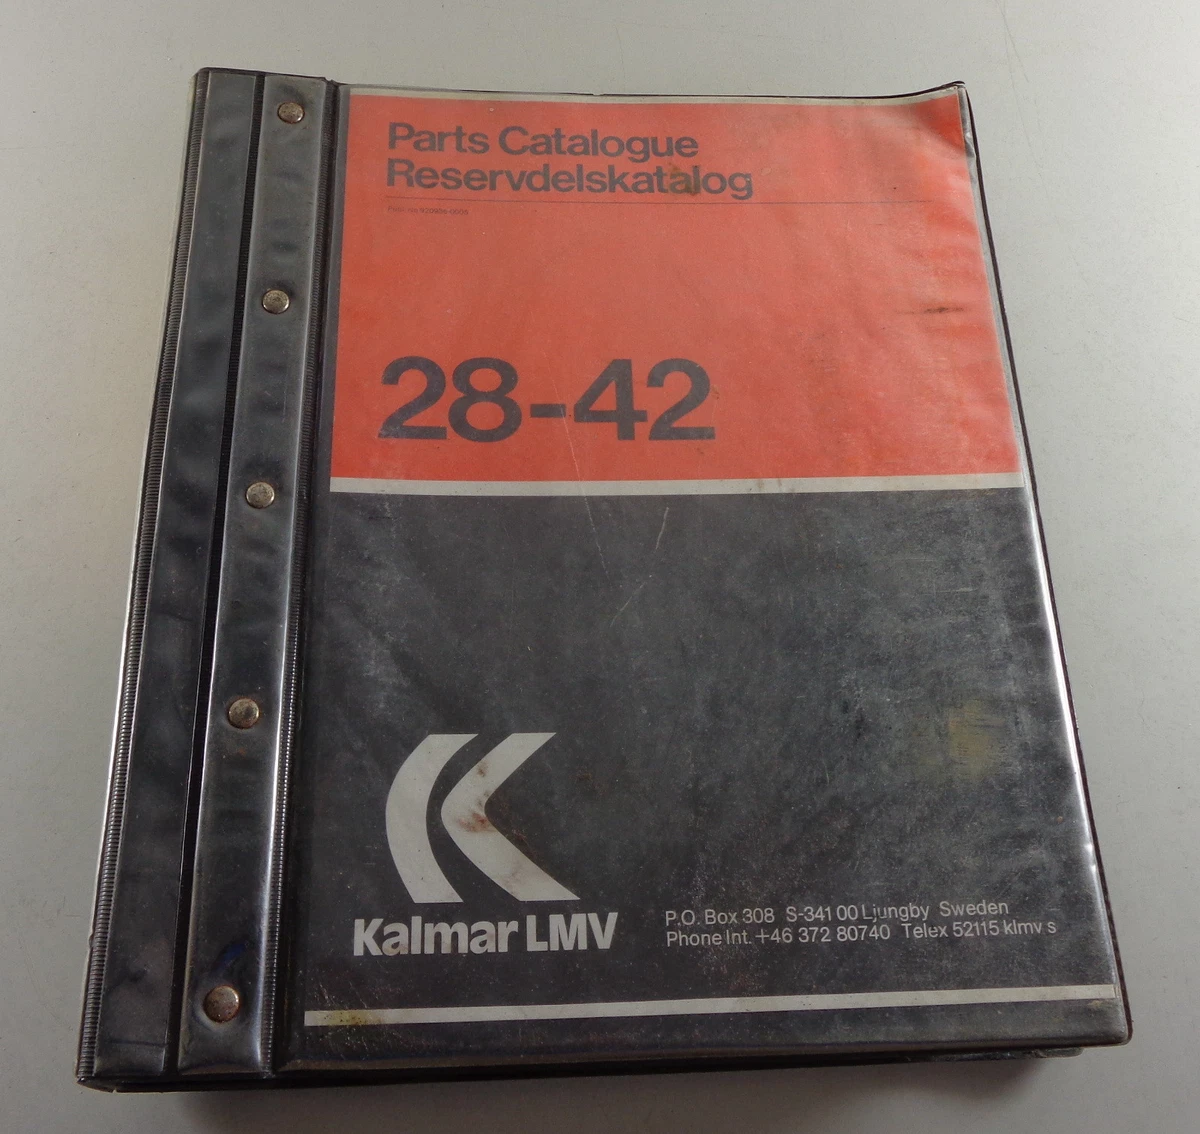 Parts Catalogue
Reservdelskatalog
28-42
Kalmar LMV
P.O. Box 308 S-341 00 Ljungby Sweden
Phone Int. +46 372 80740 Telex 52115 klmv s